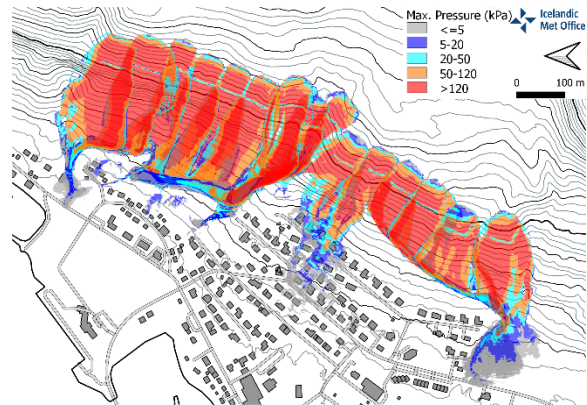 Max. Pressure (kPa)
<=5
5-20
20-50
50-120
>120
Icelandic
Met Office
0 100 m